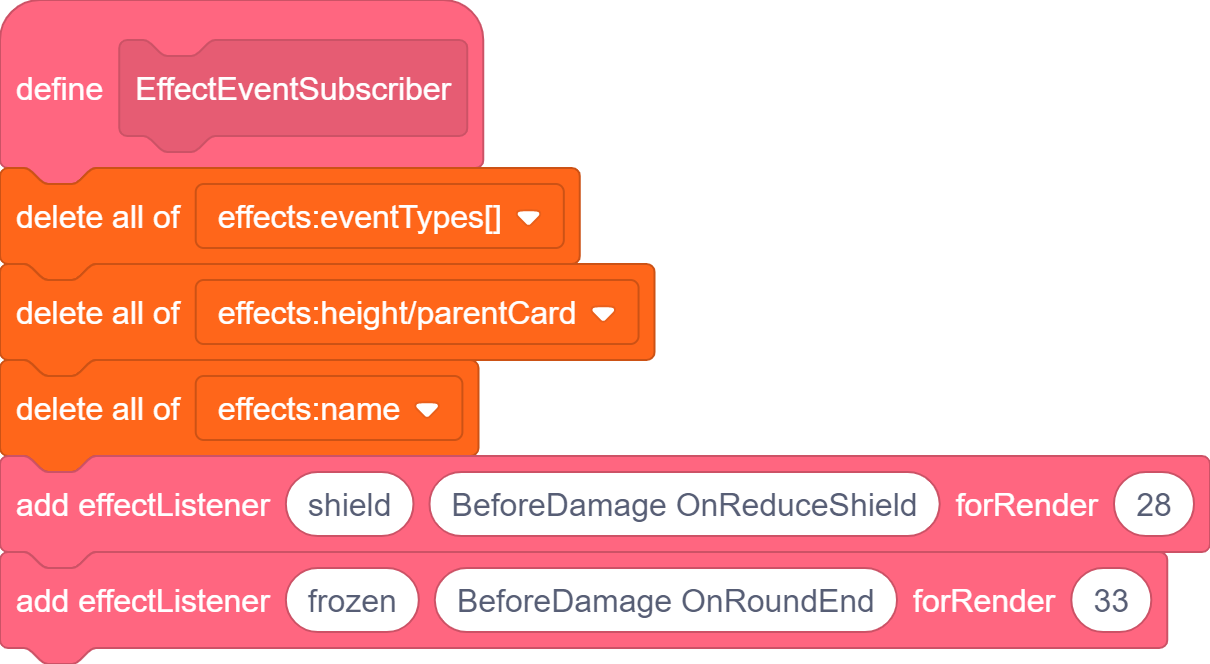 define EffectEventSubscriber
delete all of effects:eventTypes[]
delete all of effects:height/parentCard
delete all of effects:name
add effectListener shield BeforeDamage OnReduceShield forRender 28
add effectListener frozen BeforeDamage OnRoundEnd forRender 33